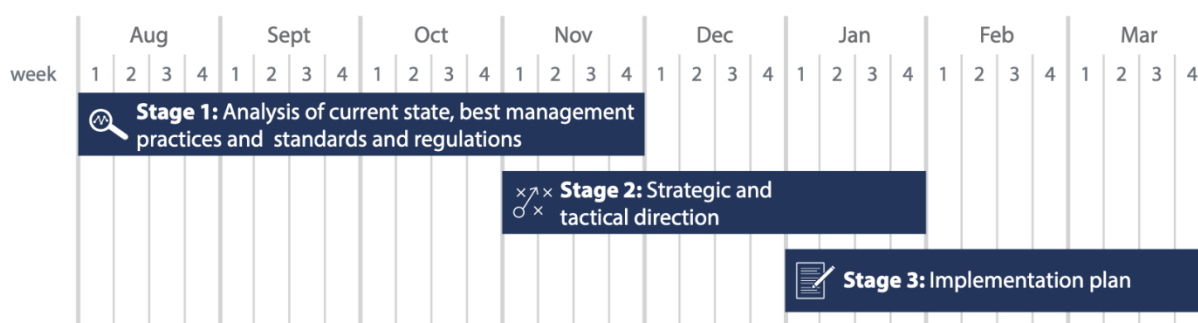 Aug Sept Oct Nov Dec Jan Feb Mar
week 1 2 3 4 1 2 3 4 1 2 3 4 1 2 3 4 1 2 3 4 1 2 3 4 1 2 3 4 1 2 3 4
Stage 1: Analysis of current state, best management
practices and standards and regulations
Stage 2: Strategic and
tactical direction
Stage 3: Implementation plan